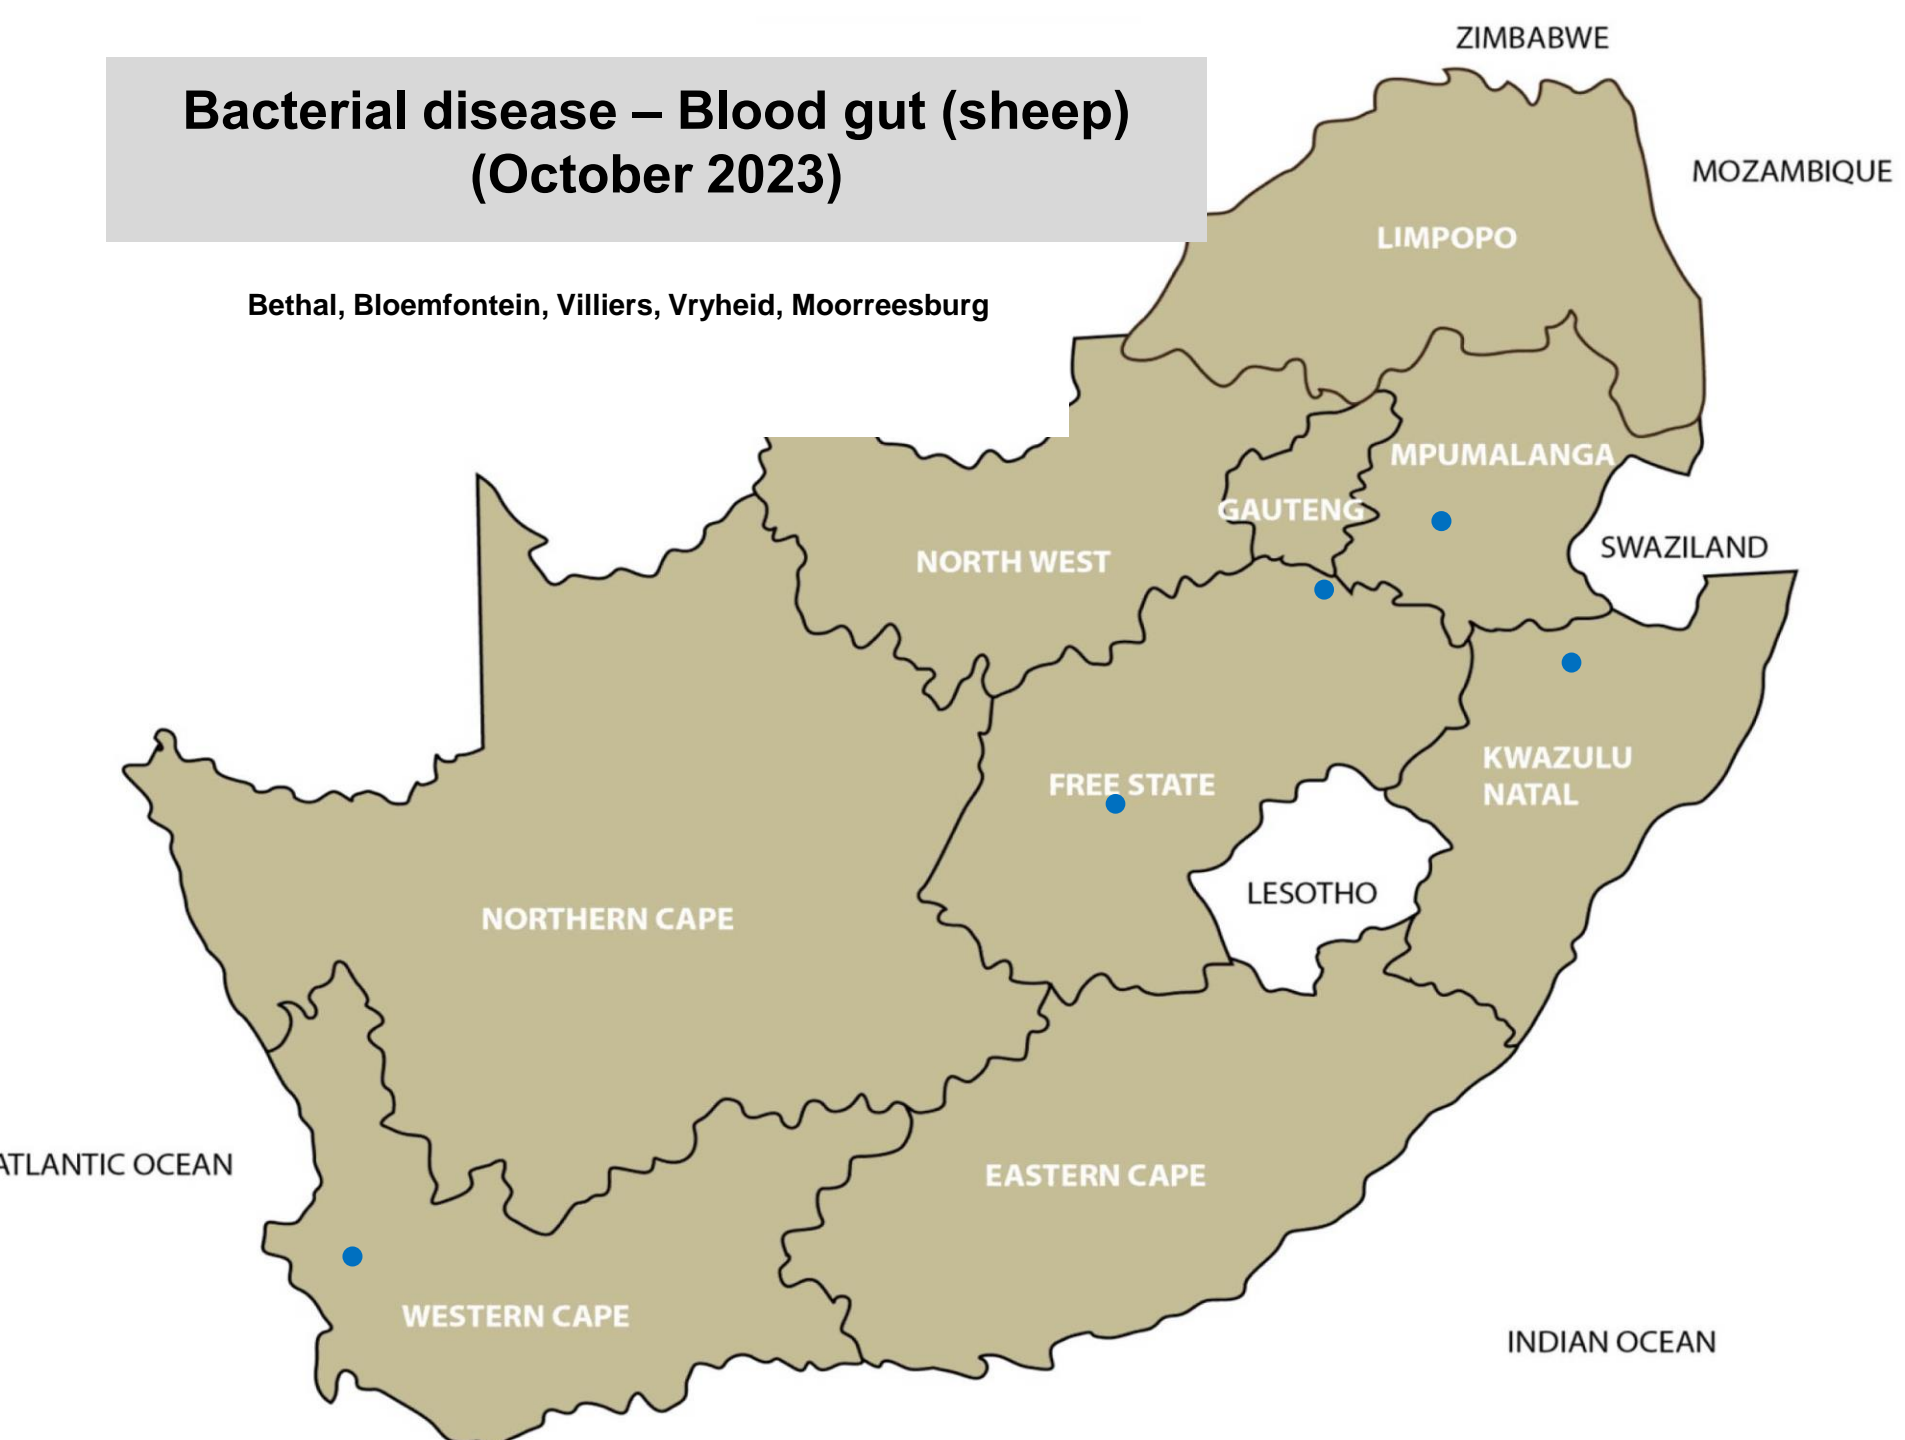 Bacterial disease – Blood gut (sheep)
(October 2023)
Bethal, Bloemfontein, Villiers, Vryheid, Moorreesburg
ZIMBABWE
MOZAMBIQUE
LIMPOPO
MPUMALANGA
GAUTENG
NORTH WEST
SWAZILAND
FREE STATE
KWAZULU
NATAL
LESOTHO
NORTHERN CAPE
ATLANTIC OCEAN
EASTERN CAPE
WESTERN CAPE
INDIAN OCEAN